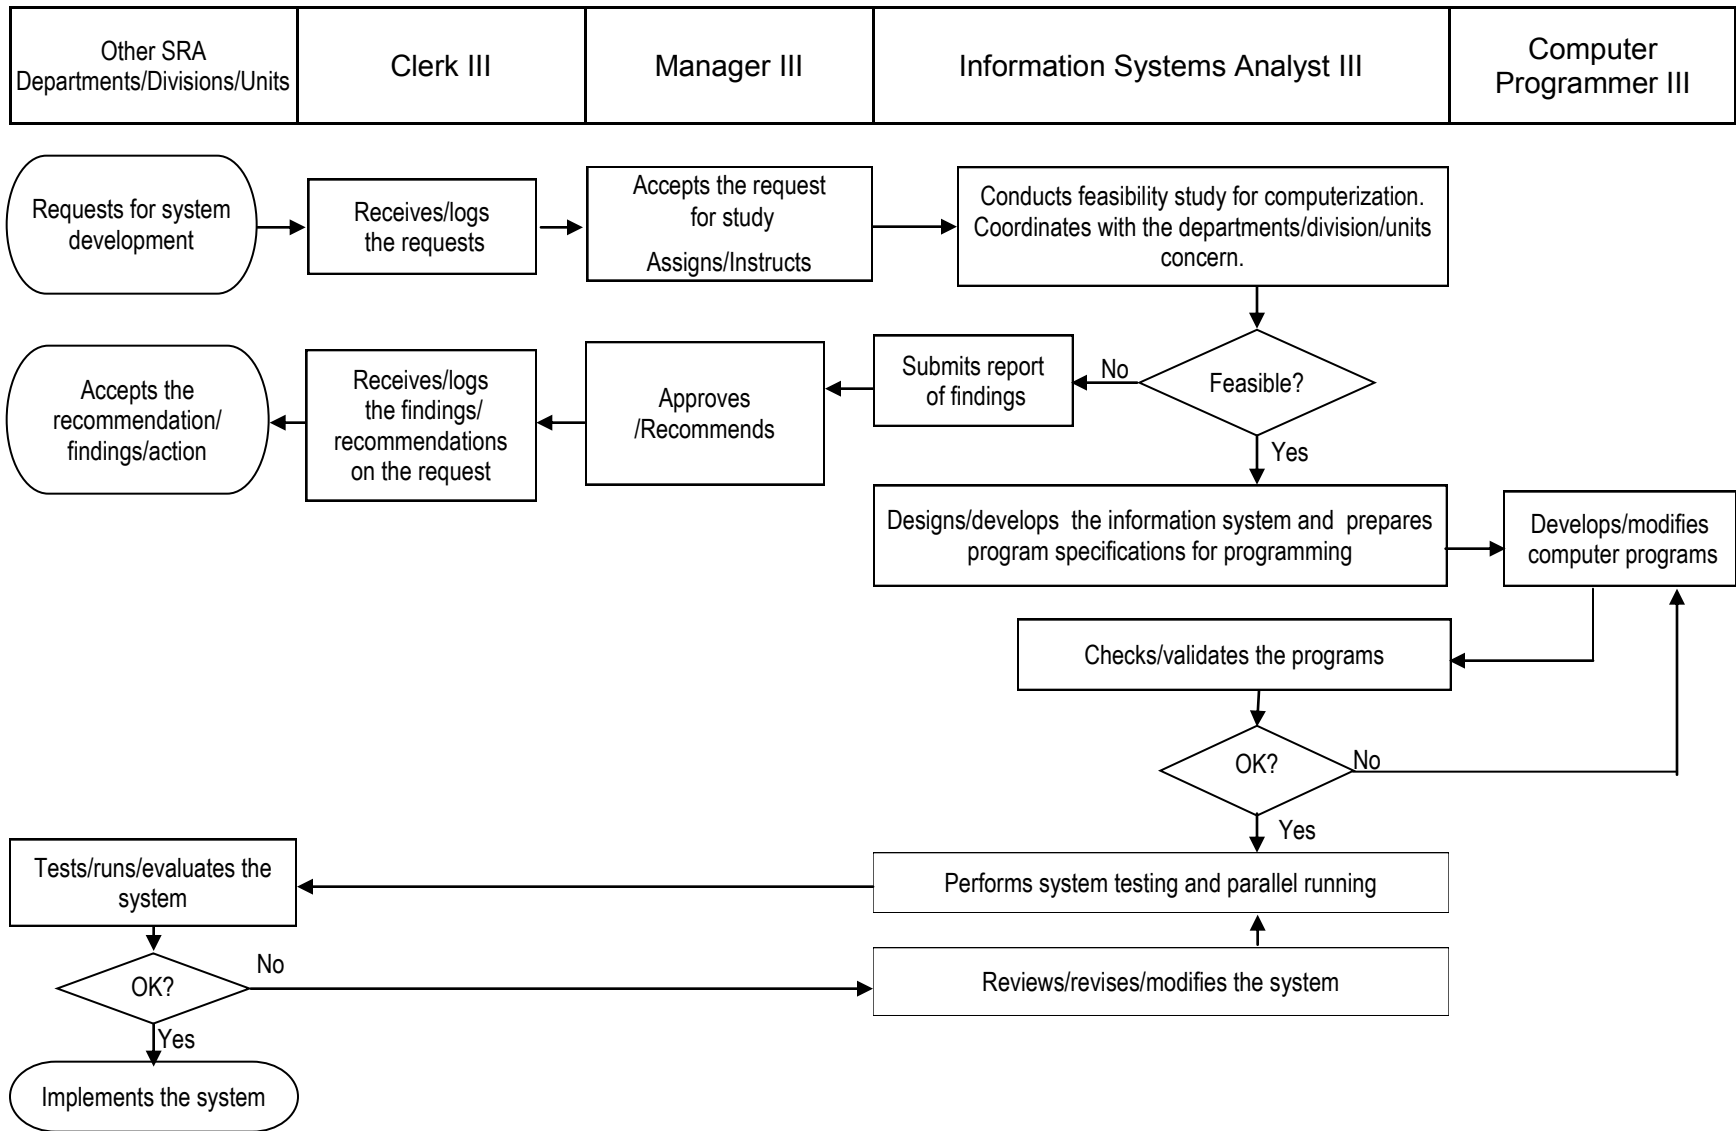 Other SRA
Departments/Divisions/Units
Clerk III
Manager III
Information Systems Analyst III
Computer
Programmer III
Requests for system
development
Receives/logs
the requests
Accepts the request
for study
Assigns/Instructs
Conducts feasibility study for computerization.
Coordinates with the departments/division/units
concern.
Accepts the
recommendation/
findings/action
Receives/logs
the findings/
recommendations
on the request
Approves
/Recommends
Submits report
of findings
No
Feasible?
Yes
Designs/develops the information system and prepares
program specifications for programming
Develops/modifies
computer programs
Checks/validates the programs
OK?
No
Yes
Tests/runs/evaluates the
system
Performs system testing and parallel running
OK?
No
Reviews/revises/modifies the system
Yes
Implements the system